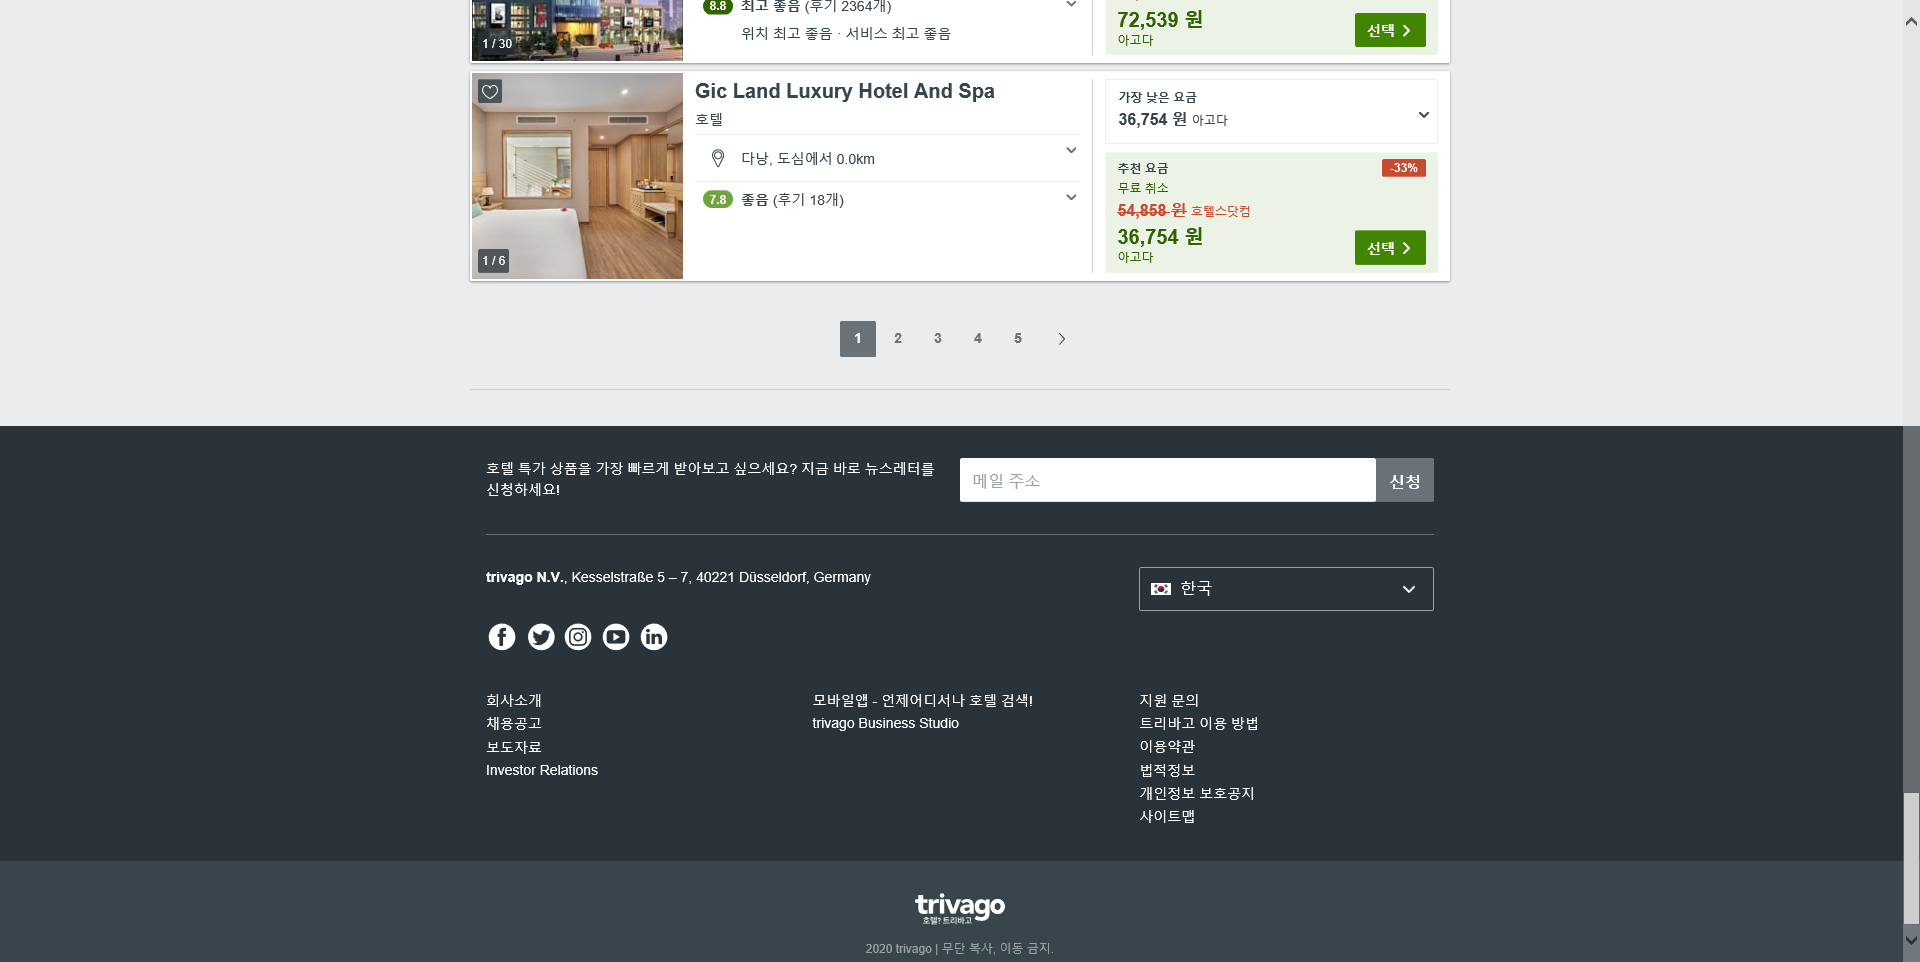 8.8 최고 좋음 (후기 2364개)
위치 최고 좋음 · 서비스 최고 좋음
1 / 30
72,539 원
아고다
선택
Gic Land Luxury Hotel And Spa
호텔
다낭, 도심에서 0.0km
7.8 좋음 (후기 18개)
1 / 6
가장 낮은 요금
36,754 원 아고다
추천 요금
-33%
무료 취소
54,858 원 호텔스닷컴
36,754 원
아고다
선택
1 2 3 4 5
호텔 특가 상품을 가장 빠르게 받아보고 싶으세요? 지금 바로 뉴스레터를
신청하세요!
메일 주소
신청
trivago N.V., Kesselstraße 5 – 7, 40221 Düsseldorf, Germany
한국
회사소개
채용공고
보도자료
Investor Relations
모바일앱 - 언제어디서나 호텔 검색!
trivago Business Studio
지원 문의
트리바고 이용 방법
이용약관
법적정보
개인정보 보호공지
사이트맵
trivago
호텔? 트리바고
2020 trivago | 무단 복사, 이동 금지.